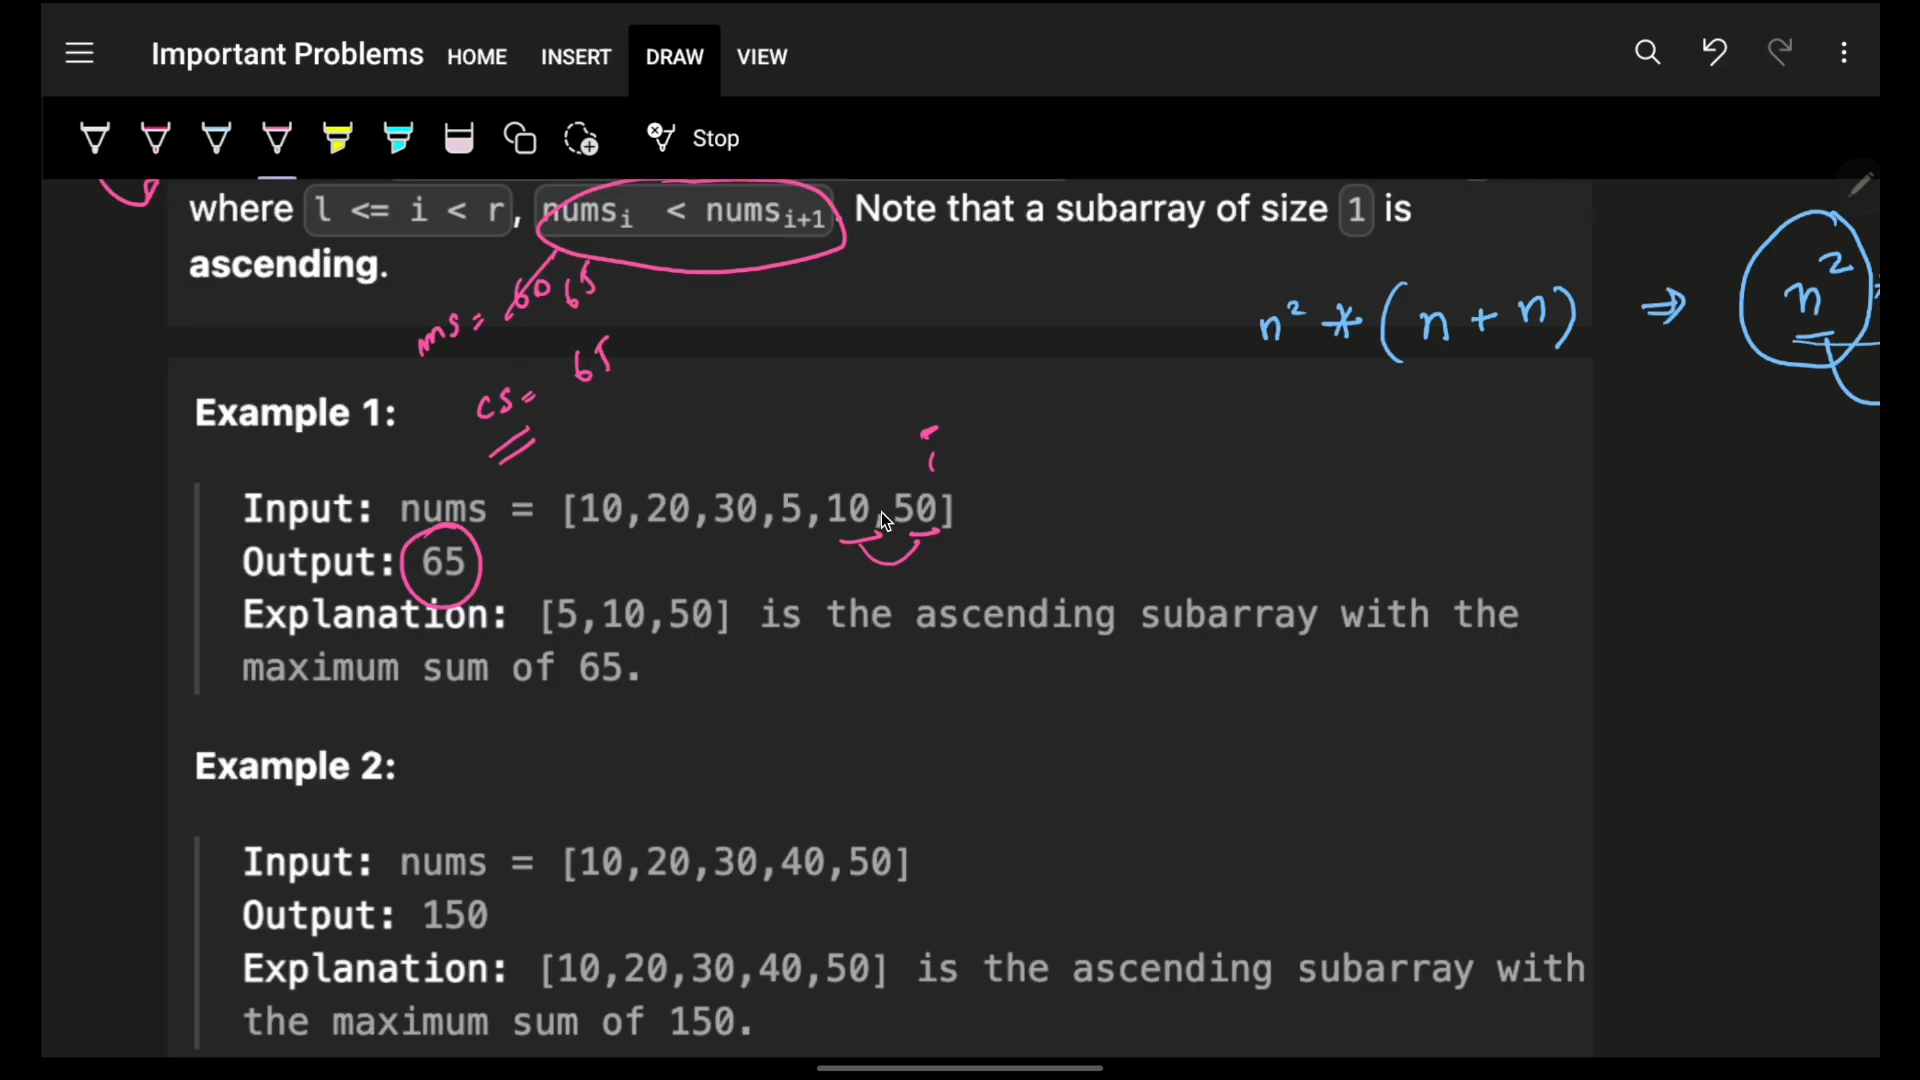 Important Problems HOME INSERT DRAW VIEW
Stop
where l <= i < r, numsᵢ < numsᵢ₊₁. Note that a subarray of size 1 is
ascending.
ms = 60 65
n² * (n + n) ⇒ n²
65
cs =
Example 1:
i
Input: nums = [10,20,30,5,10,50]
Output: 65
Explanation: [5,10,50] is the ascending subarray with the
maximum sum of 65.
Example 2:
Input: nums = [10,20,30,40,50]
Output: 150
Explanation: [10,20,30,40,50] is the ascending subarray with
the maximum sum of 150.